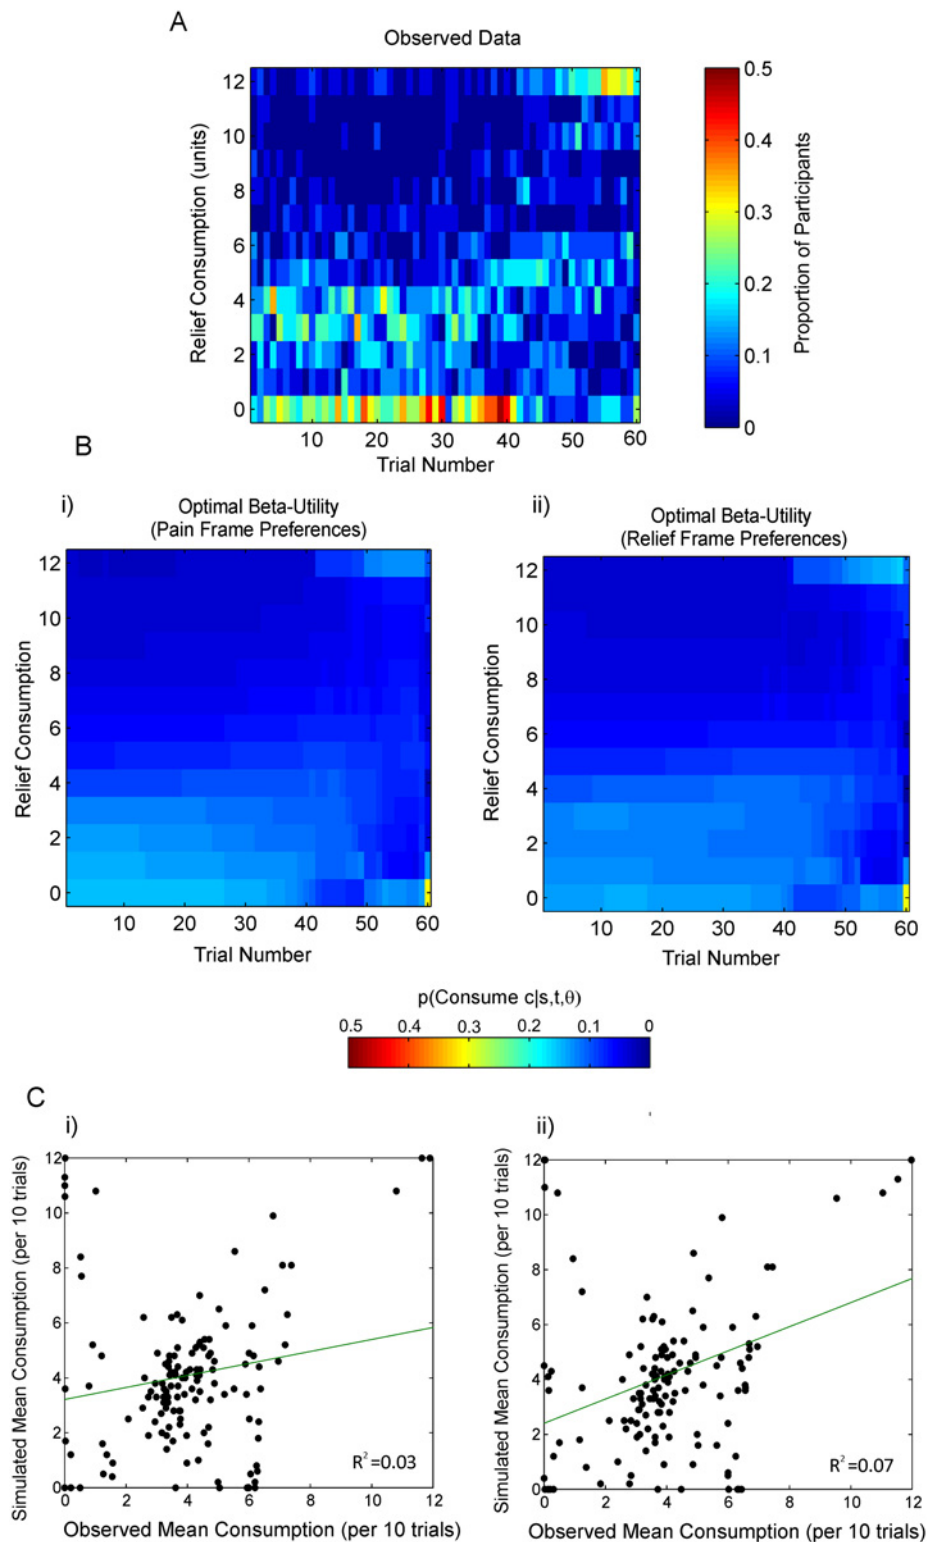 A
Observed Data
Relief Consumption (units)
12
10
8
6
4
2
0
10 20 30 40 50 60
Trial Number
0.5
0.4
0.3
0.2
0.1
0
Proportion of Participants
B
i)
Optimal Beta-Utility
(Pain Frame Preferences)
Relief Consumption
12
10
8
6
4
2
0
10 20 30 40 50 60
Trial Number
ii)
Optimal Beta-Utility
(Relief Frame Preferences)
Relief Consumption
12
10
8
6
4
2
0
10 20 30 40 50 60
Trial Number
p(Consume c|s,t,θ)
0.5 0.4 0.3 0.2 0.1 0
C
i)
Simulated Mean Consumption (per 10 trials)
12
10
8
6
4
2
0
0 2 4 6 8 10 12
R²=0.03
Observed Mean Consumption (per 10 trials)
ii)
Simulated Mean Consumption (per 10 trials)
12
10
8
6
4
2
0
0 2 4 6 8 10 12
R²=0.07
Observed Mean Consumption (per 10 trials)